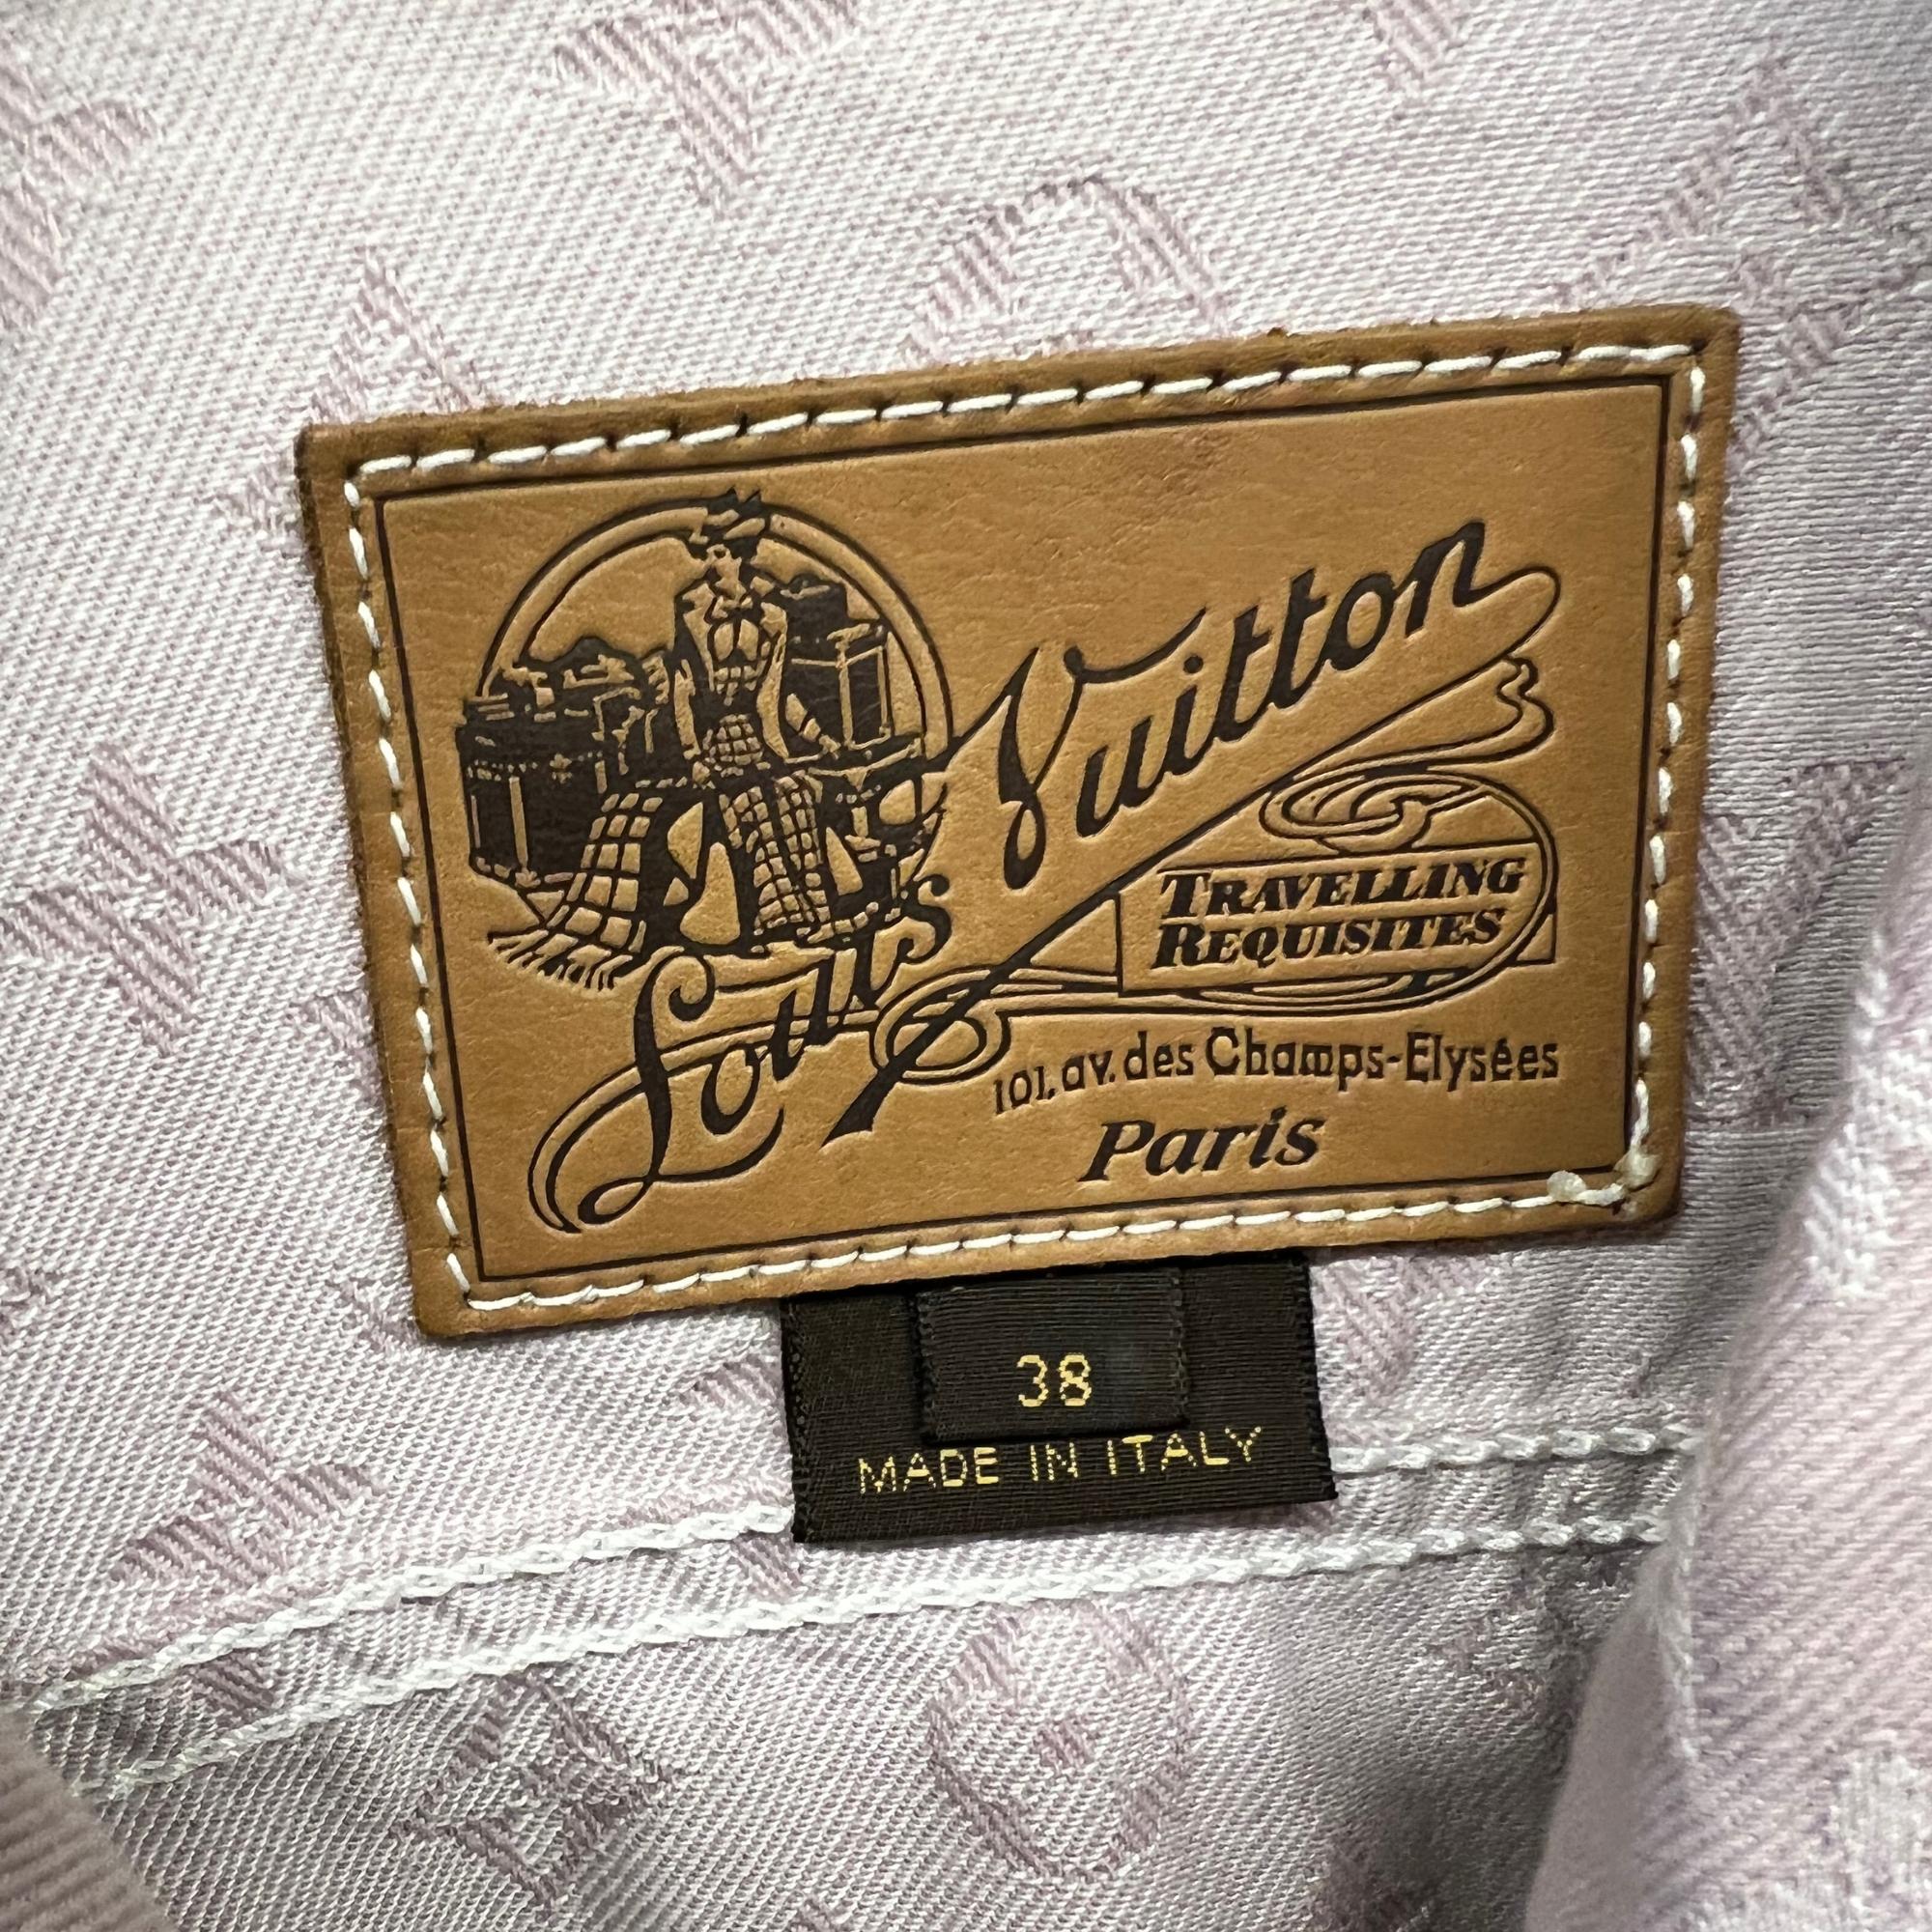 Louis Vuitton
TRAVELLING
REQUISITES
101, av. des Champs-Elysées
Paris
38
MADE IN ITALY